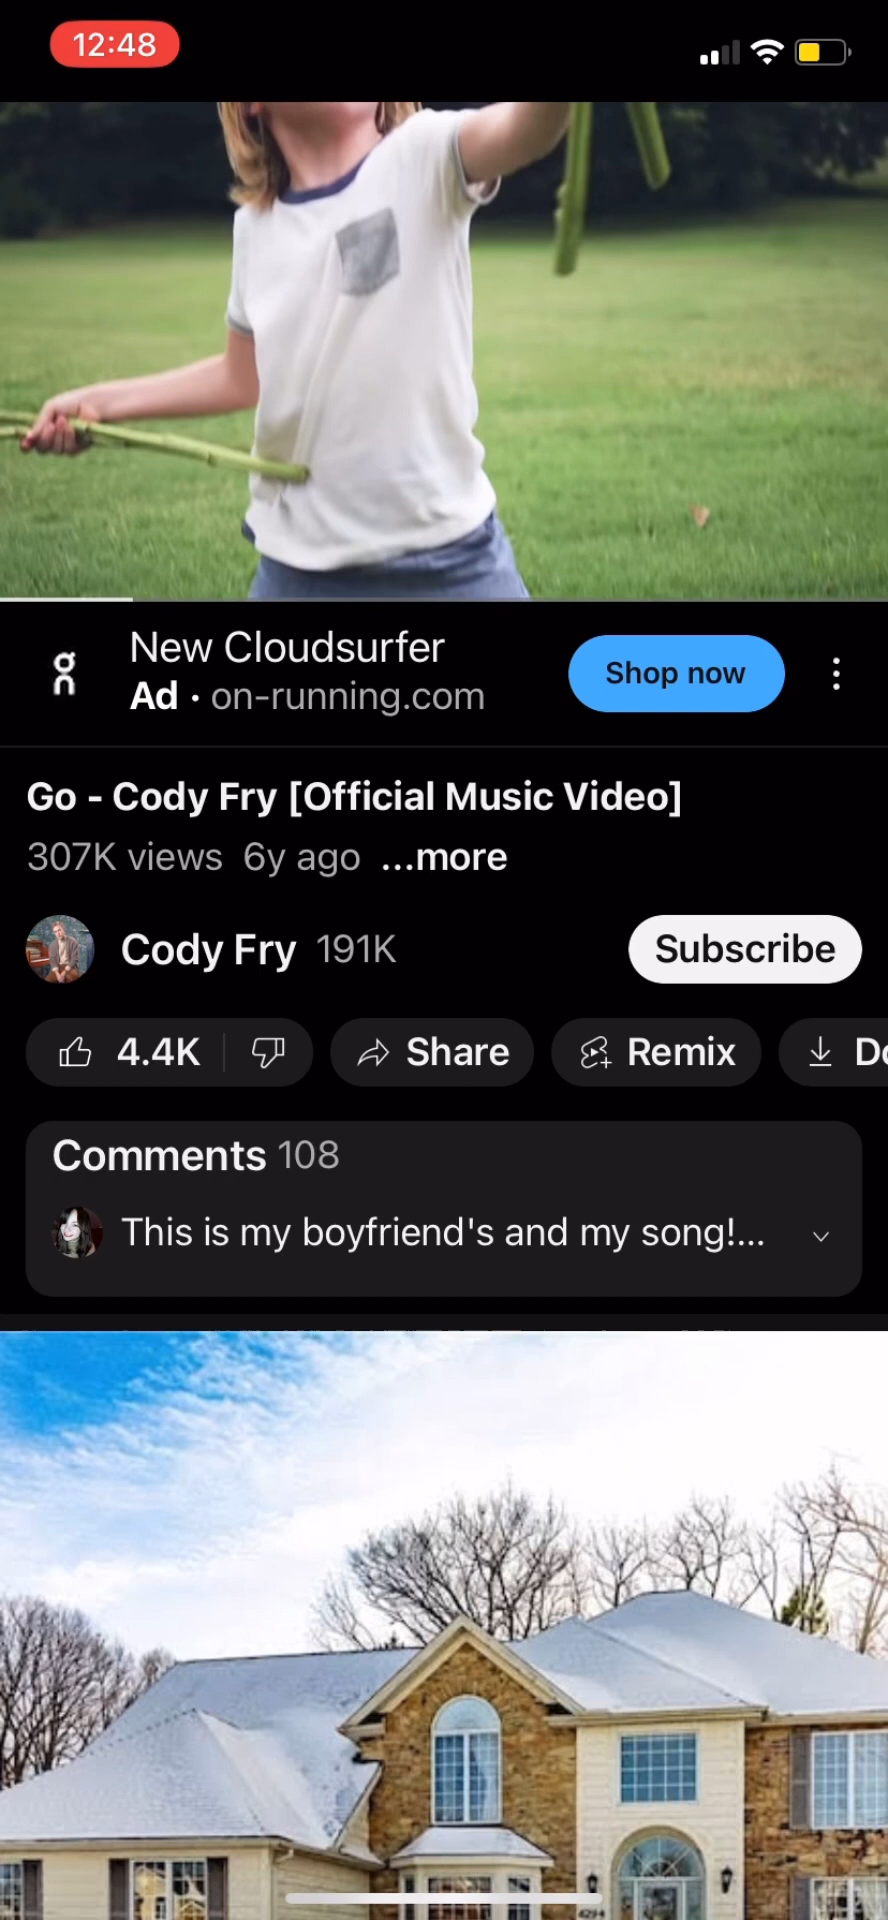 12:48
New Cloudsurfer
Ad · on-running.com
Shop now
Go - Cody Fry [Official Music Video]
307K views 6y ago ...more
Cody Fry 191K
Subscribe
4.4K
Share
Remix
Do
Comments 108
This is my boyfriend's and my song!...
4294